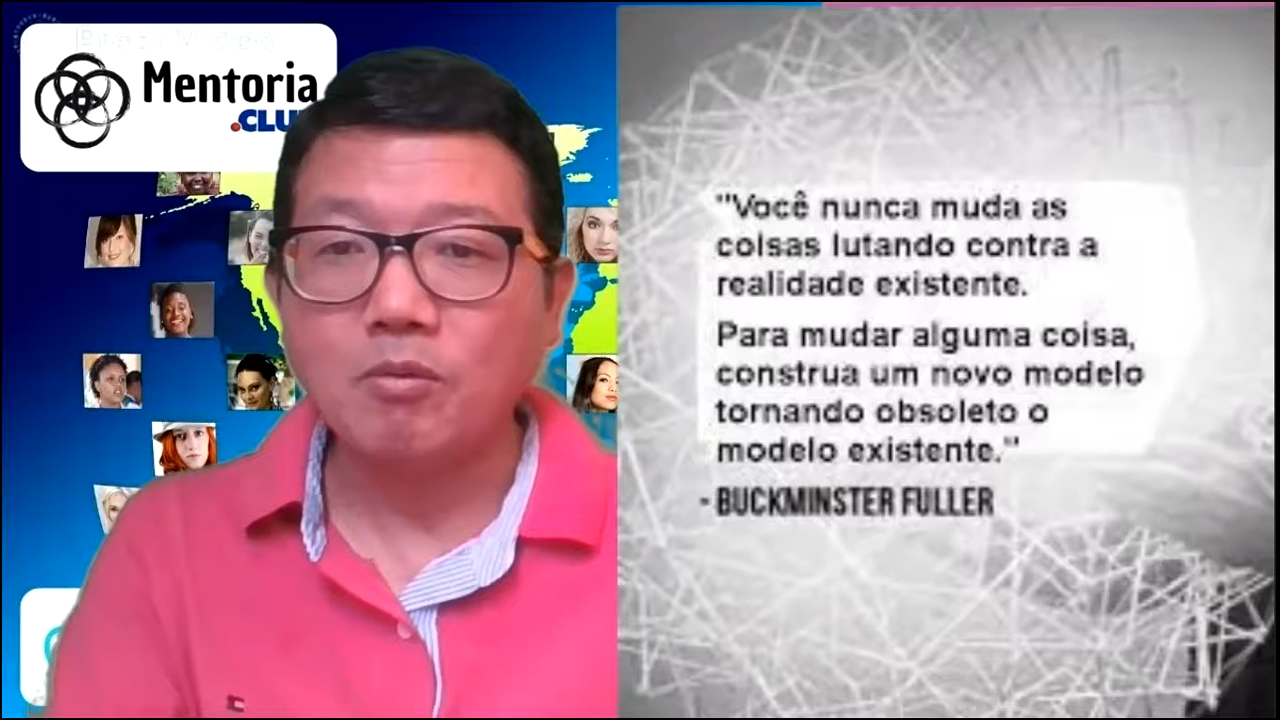 Mentoria
.CLU
"Você nunca muda as
coisas lutando contra a
realidade existente.
Para mudar alguma coisa,
construa um novo modelo
tornando obsoleto o
modelo existente."
- BUCKMINSTER FULLER